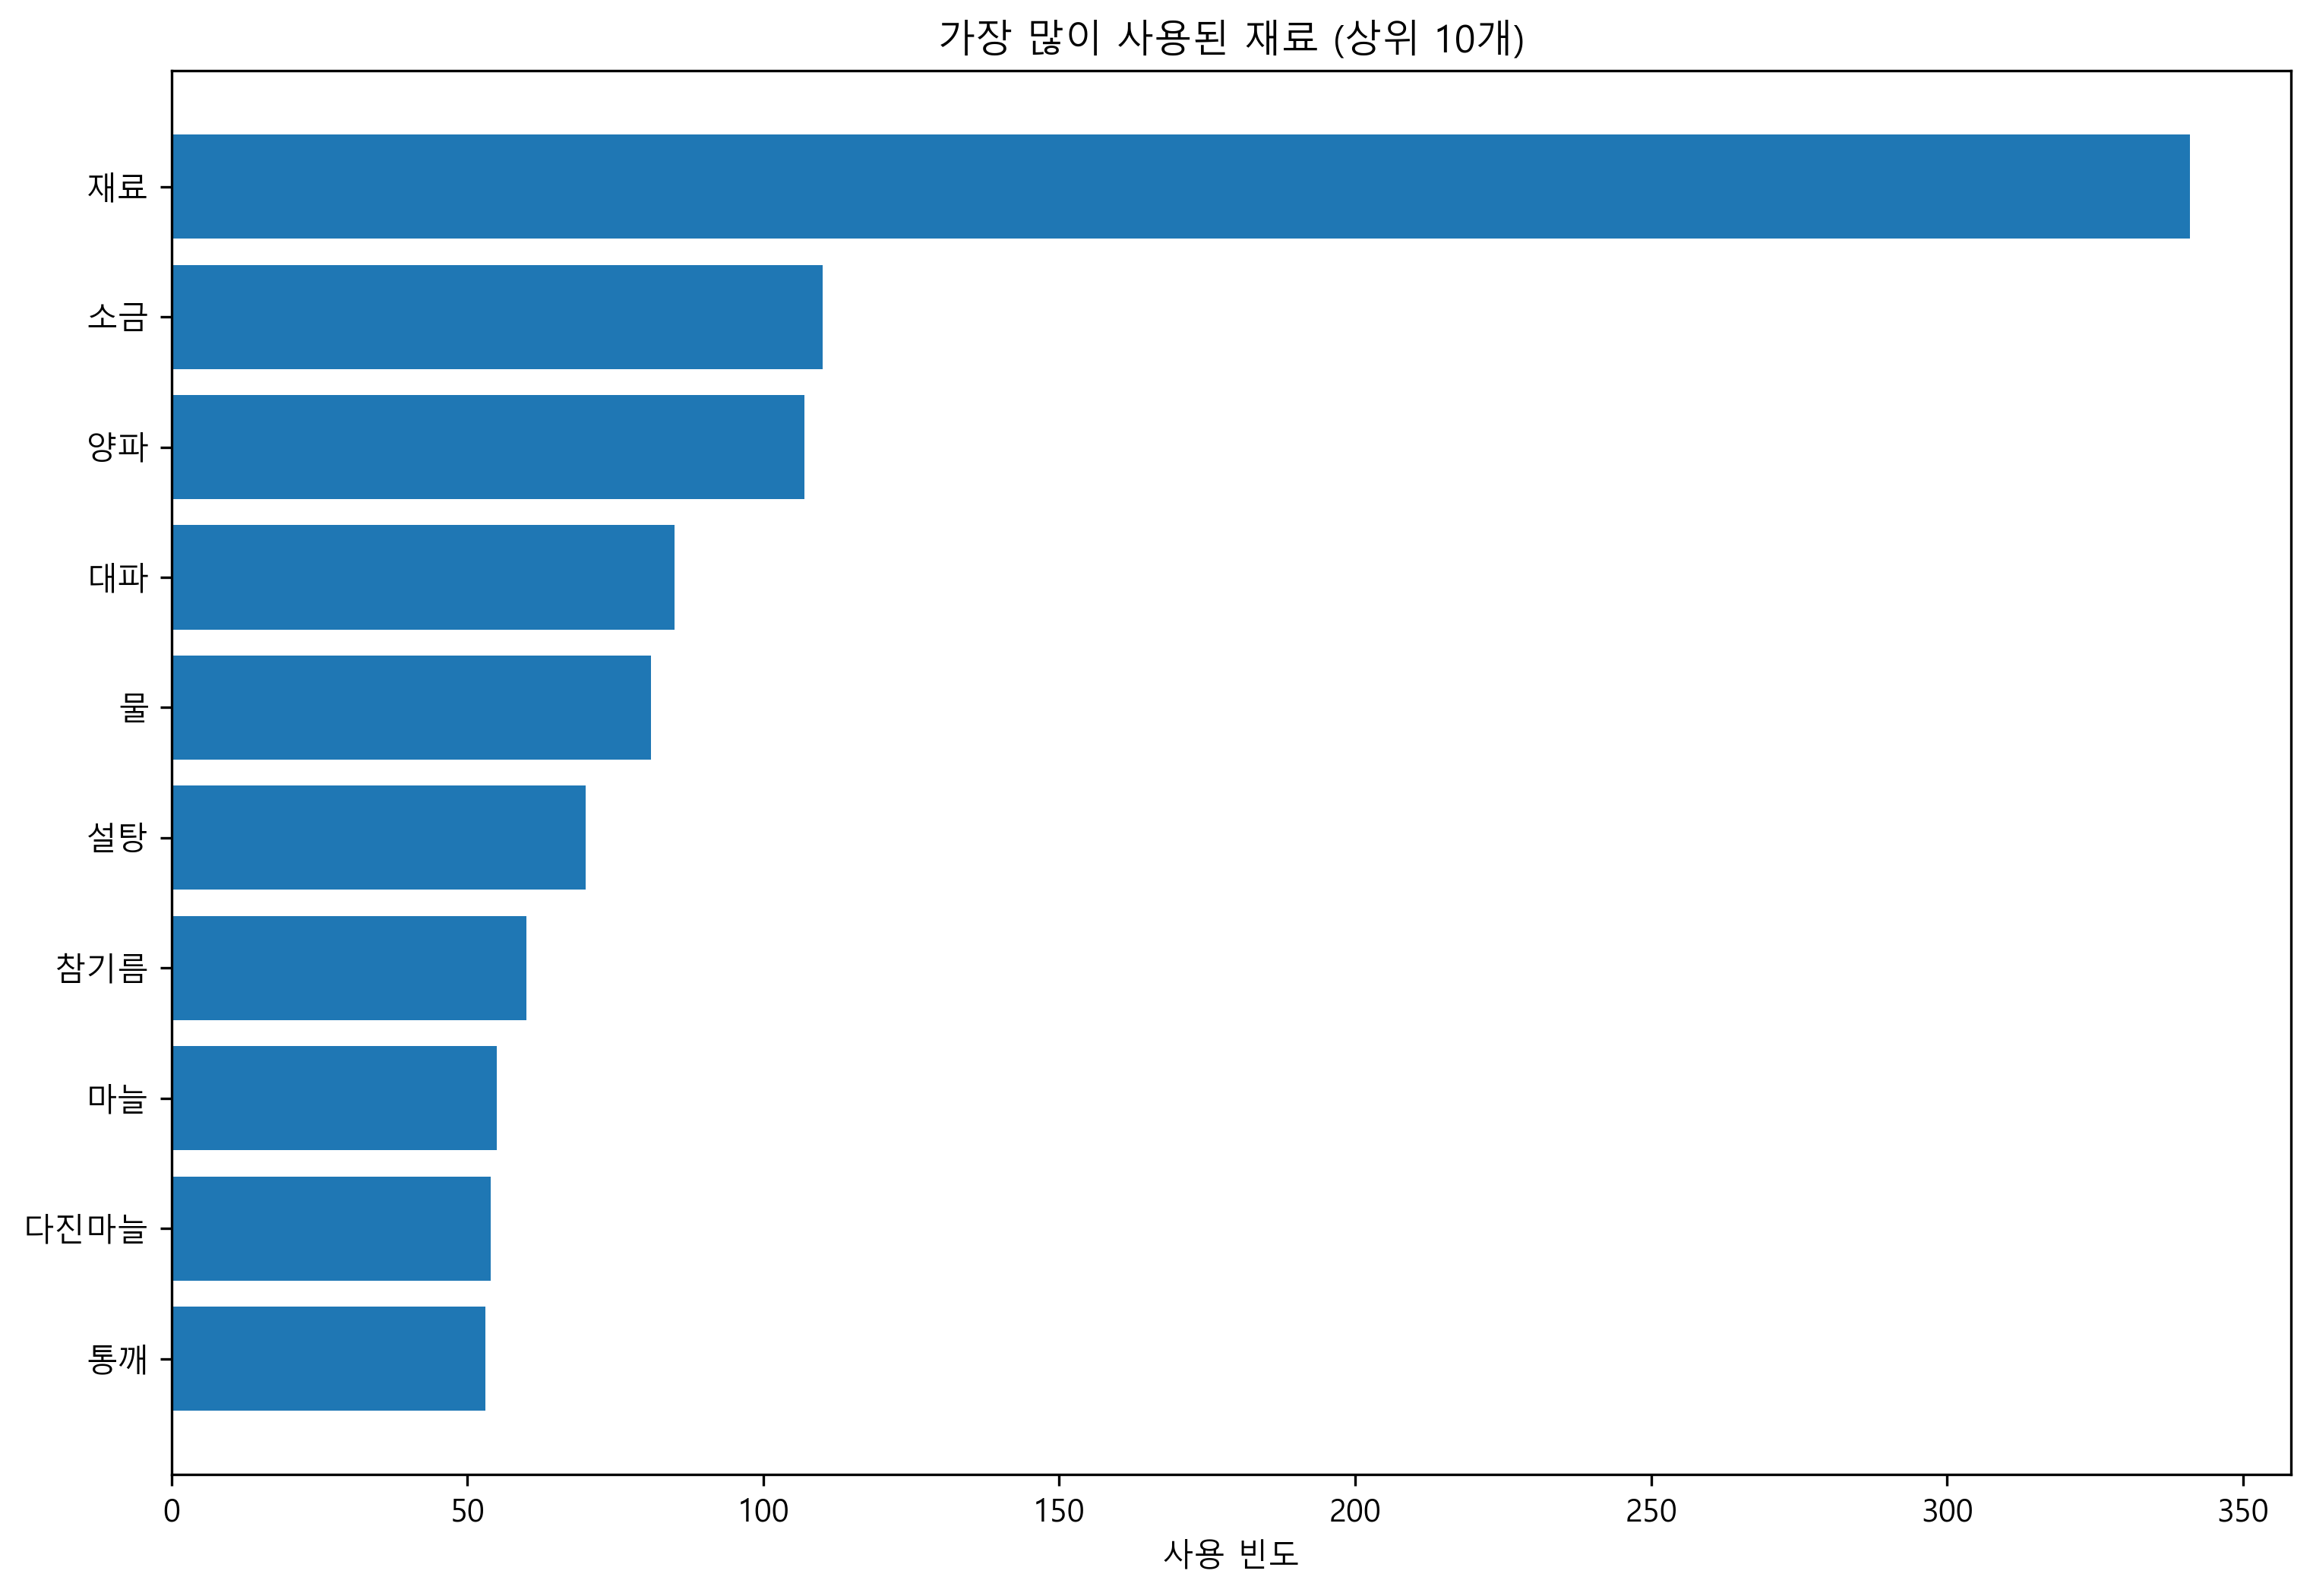 가장 많이 사용된 재료 (상위 10개)
재료
소금
양파
대파
물
설탕
참기름
마늘
다진마늘
통깨
0 50 100 150 200 250 300 350
사용 빈도